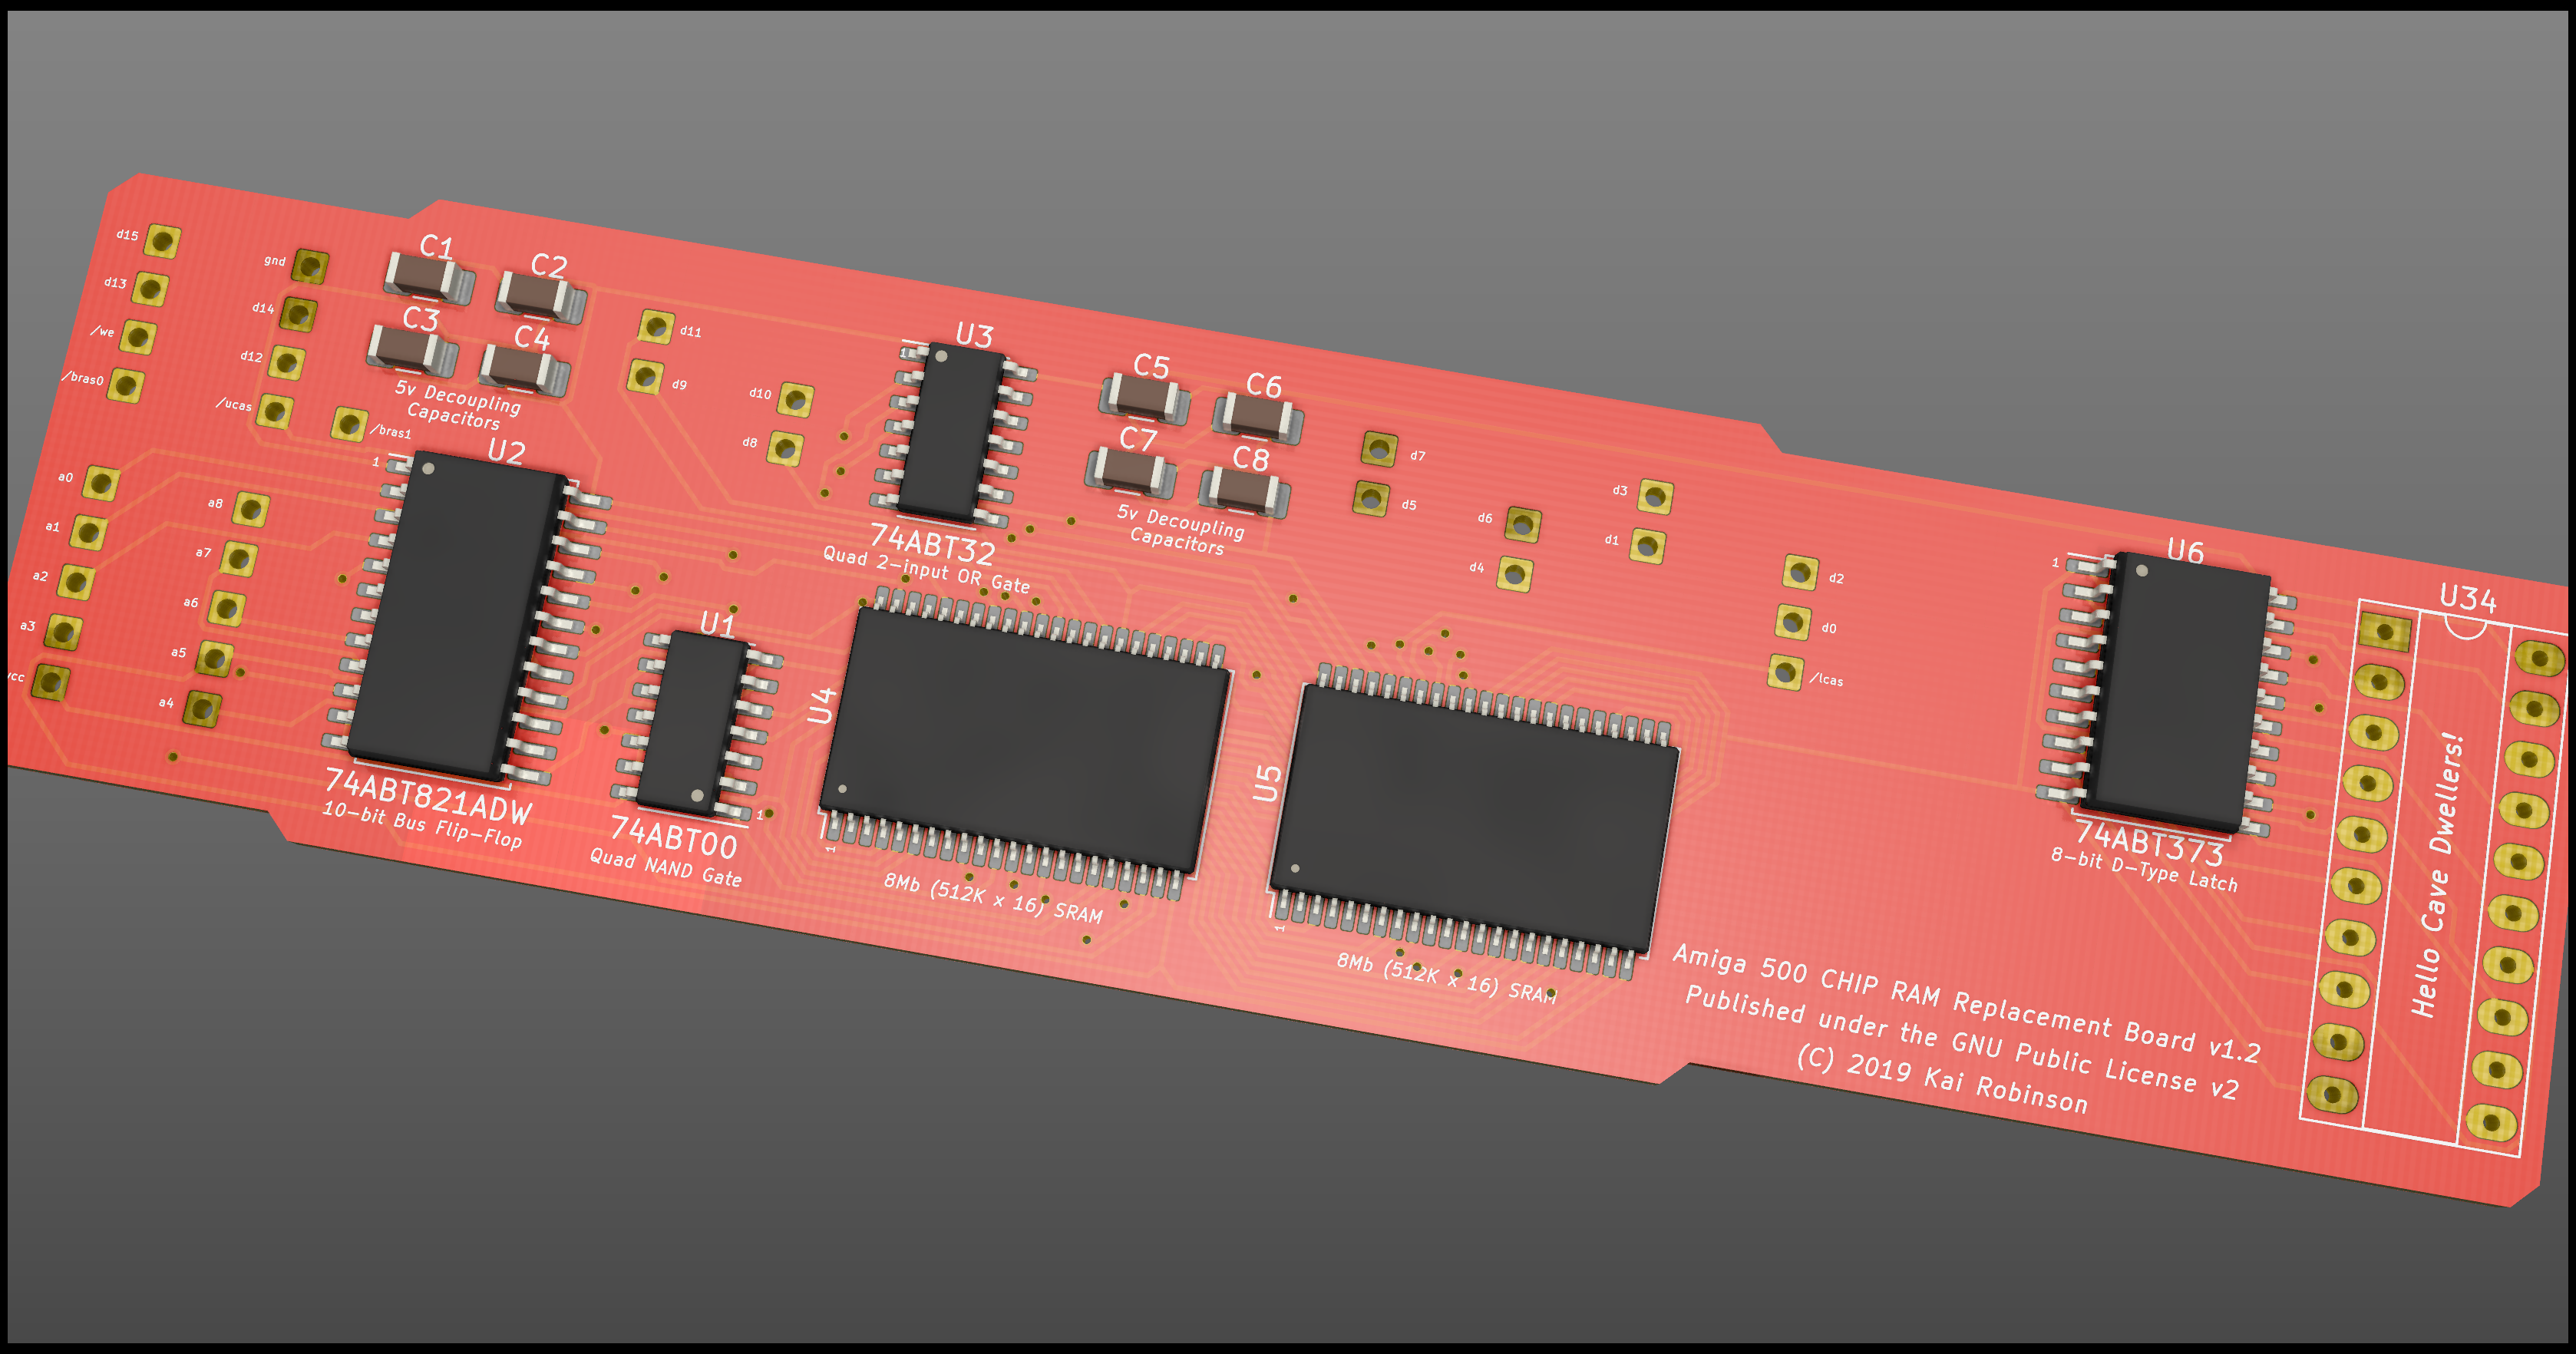 d15
d13
/we
/bras0
gnd
d14
d12
/ucas
/bras1
C1
C2
C3
C4
5v Decoupling
Capacitors
d11
d9
d10
d8
a0
a1
a2
a3
a8
a7
a6
a5
a4
U2
1
74ABT821ADW
10-bit Bus Flip-Flop
U1
1
74ABT00
Quad NAND Gate
U3
1
74ABT32
Quad 2-input OR Gate
C5
C6
C7
C8
5v Decoupling
Capacitors
d7
d5
d6
d4
d3
d1
d2
d0
/lcas
U4
1
8Mb (512K x 16) SRAM
U5
1
8Mb (512K x 16) SRAM
U6
1
74ABT373
8-bit D-Type Latch
U34
Hello Cave Dwellers!
Amiga 500 CHIP RAM Replacement Board v1.2
Published under the GNU Public License v2
(C) 2019 Kai Robinson